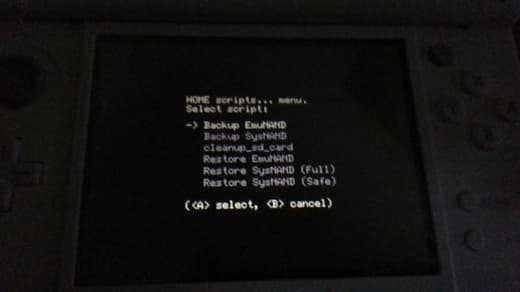 HOME scripts... menu.
Select script:
-> Backup EmuNAND
Backup SysNAND
cleanup_sd_card
Restore EmuNAND
Restore SysNAND (Full)
Restore SysNAND (Safe)
(<A> select, <B> cancel)